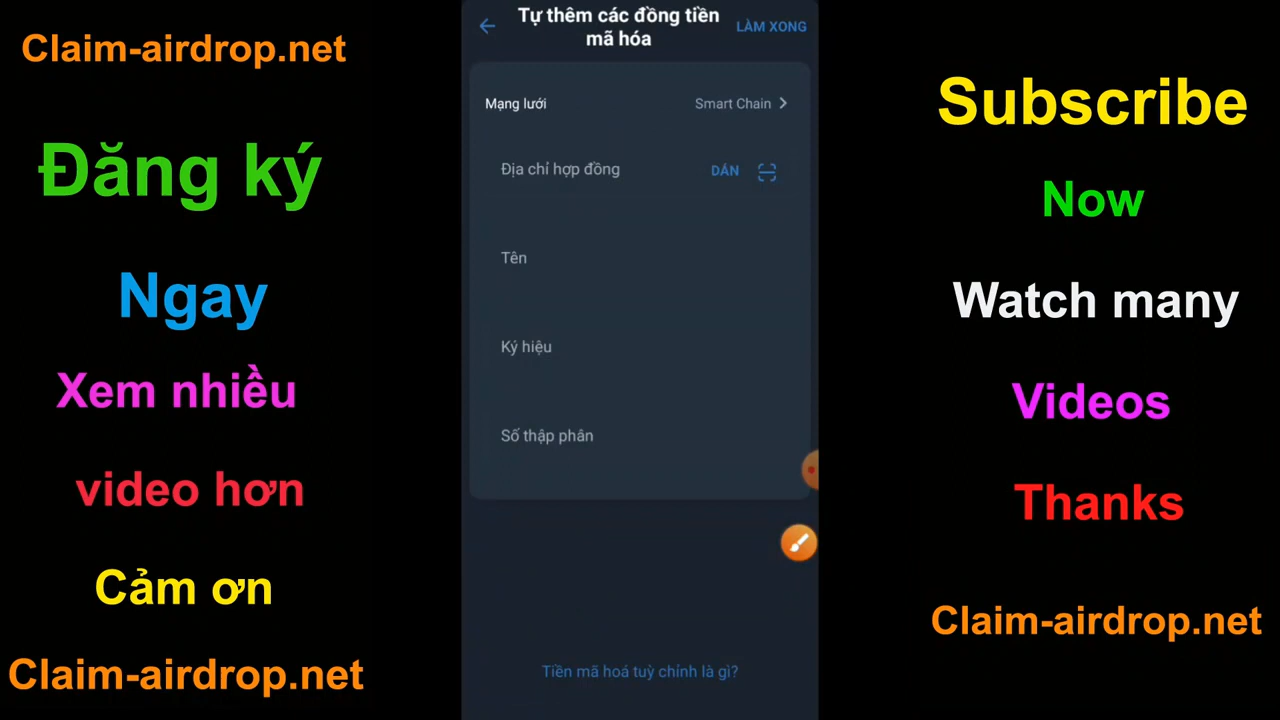 Claim-airdrop.net
Đăng ký
Ngay
Xem nhiều
video hơn
Cảm ơn
Claim-airdrop.net
Tự thêm các đồng tiền
mã hóa
LÀM XONG
Mạng lưới
Smart Chain
Địa chỉ hợp đồng
DÁN
Tên
Ký hiệu
Số thập phân
Tiền mã hoá tuỳ chỉnh là gì?
Subscribe
Now
Watch many
Videos
Thanks
Claim-airdrop.net